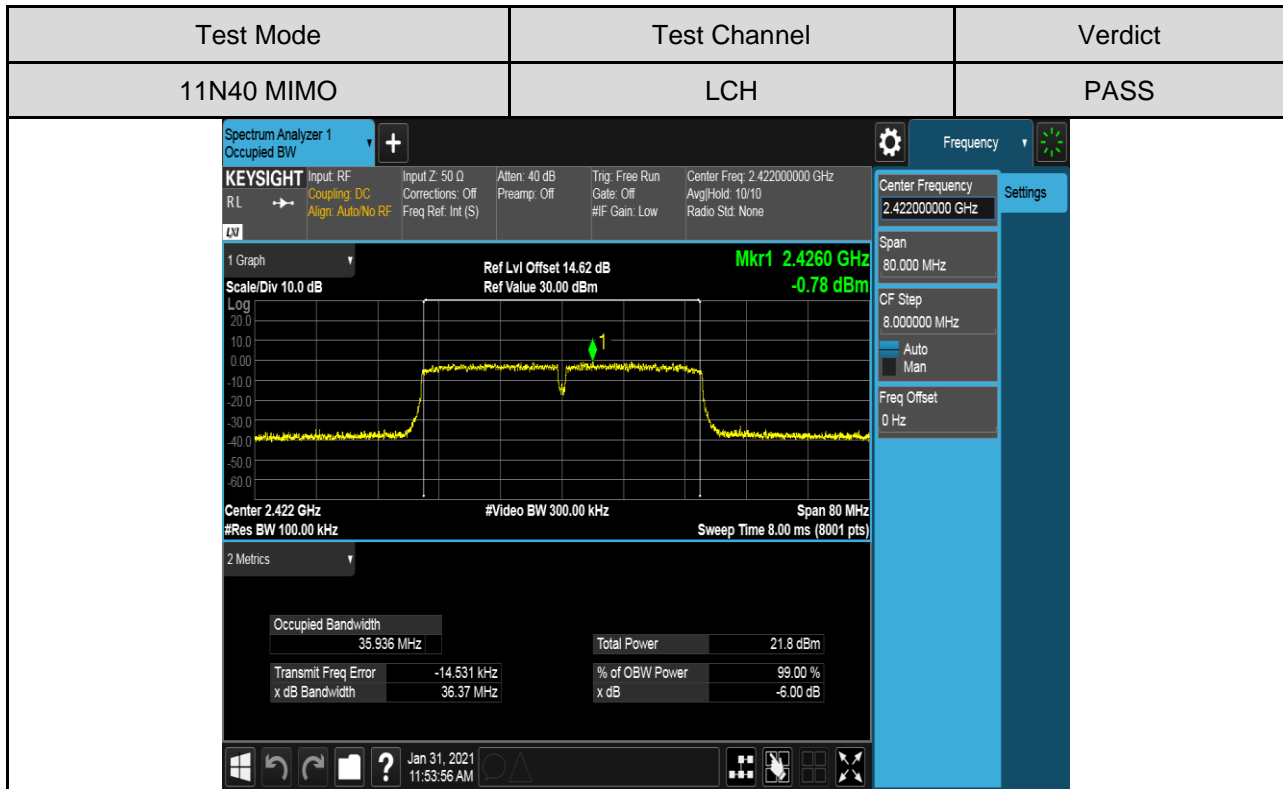 Test Mode Test Channel Verdict
11N40 MIMO LCH PASS
Spectrum Analyzer 1
Occupied BW
▼ +
Frequency ▼
KEYSIGHT Input: RF Input Z: 50 Ω Atten: 40 dB Trig: Free Run Center Freq: 2.422000000 GHz
RL Coupling: DC Corrections: Off Preamp: Off Gate: Off Avg|Hold: 10/10
Align: Auto/No RF Freq Ref: Int (S) #IF Gain: Low Radio Std: None
LXI
Center Frequency
2.422000000 GHz
Settings
Span
80.000 MHz
CF Step
8.000000 MHz
Auto
Man
Freq Offset
0 Hz
1 Graph ▼ Ref Lvl Offset 14.62 dB Mkr1 2.4260 GHz
Scale/Div 10.0 dB Ref Value 30.00 dBm -0.78 dBm
Log
20.0
10.0
1
0.00
-10.0
-20.0
-30.0
-40.0
-50.0
-60.0
Center 2.422 GHz #Video BW 300.00 kHz Span 80 MHz
#Res BW 100.00 kHz Sweep Time 8.00 ms (8001 pts)
2 Metrics ▼
Occupied Bandwidth
35.936 MHz Total Power 21.8 dBm
Transmit Freq Error -14.531 kHz % of OBW Power 99.00 %
x dB Bandwidth 36.37 MHz x dB -6.00 dB
? Jan 31, 2021
11:53:56 AM